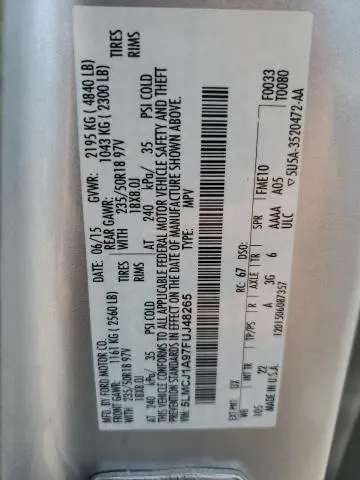 MFD. BY FORD MOTOR CO.
DATE: 06/15 GVWR: 2195 KG ( 4840 LB)
FRONT GAWR: 1161 KG ( 2560 LB) REAR GAWR: 1043 KG ( 2300 LB)
WITH 235/50R18 97V TIRES WITH 235/50R18 97V TIRES
18X8.0J RIMS 18X8.0J RIMS
AT 240 kPa/ 35 PSI COLD AT 240 kPa/ 35 PSI COLD
THIS VEHICLE CONFORMS TO ALL APPLICABLE FEDERAL MOTOR VEHICLE SAFETY AND THEFT
PREVENTION STANDARDS IN EFFECT ON THE DATE OF MANUFACTURE SHOWN ABOVE.
VIN: 5LMCJ1A97FUJ48265
TYPE: MPV
F0033
T0080
EXT PNT: UX RC: 67 DSO:
WB TP/PS R AXLE TR SPR FME10
105 22 A 3G 6 AAAA A05
MADE IN U.S.A. ULC
1201506087357 5U5A-3520472-AA